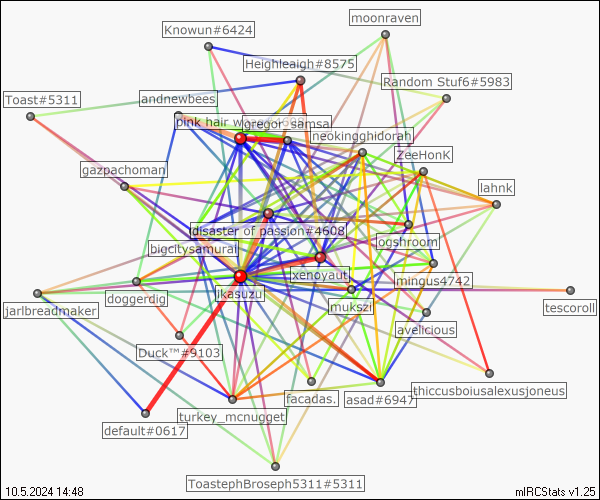 moonraven
Knowun#6424
Heighleaigh#8575
Random Stuf6#5983
Toast#5311
andnewbees
pink hair w
gregor_samsa
neokingghidorah
ZeeHonK
gazpachoman
lahnk
disaster of passion#4608
jogshroom
bigcitysamurai
xenoyaut
mingus4742
jkasuzu
mukszi
tescoroll
doggerdig
jarlbreadmaker
avelicious
Duck™#9103
thiccusboiusalexusjoneus
facadas.
asad#6947
turkey_mcnugget
default#0617
ToastephBroseph5311#5311
10.5.2024 14:48
mIRCStats v1.25